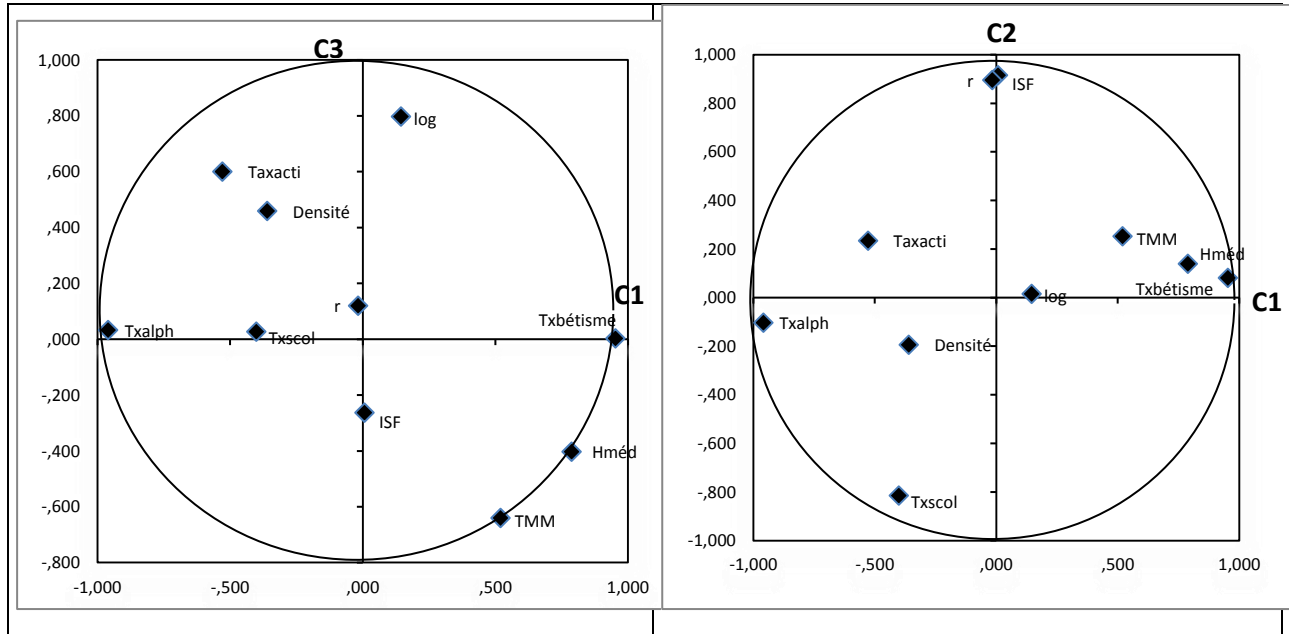 C3
1,000
,800
,600
,400
,200
,000
-,200
-,400
-,600
-,800
log
Taxacti
Densité
r
C1
Txbétisme
Txalph
Txscol
ISF
Hméd
TMM
-1,000 -,500 ,000 ,500 1,000
C2
1,000
,800
,600
,400
,200
,000
-,200
-,400
-,600
-,800
-1,000
r
ISF
Taxacti
TMM
Hméd
Txbétisme
log
C1
Txalph
Densité
Txscol
-1,000 -,500 ,000 ,500 1,000